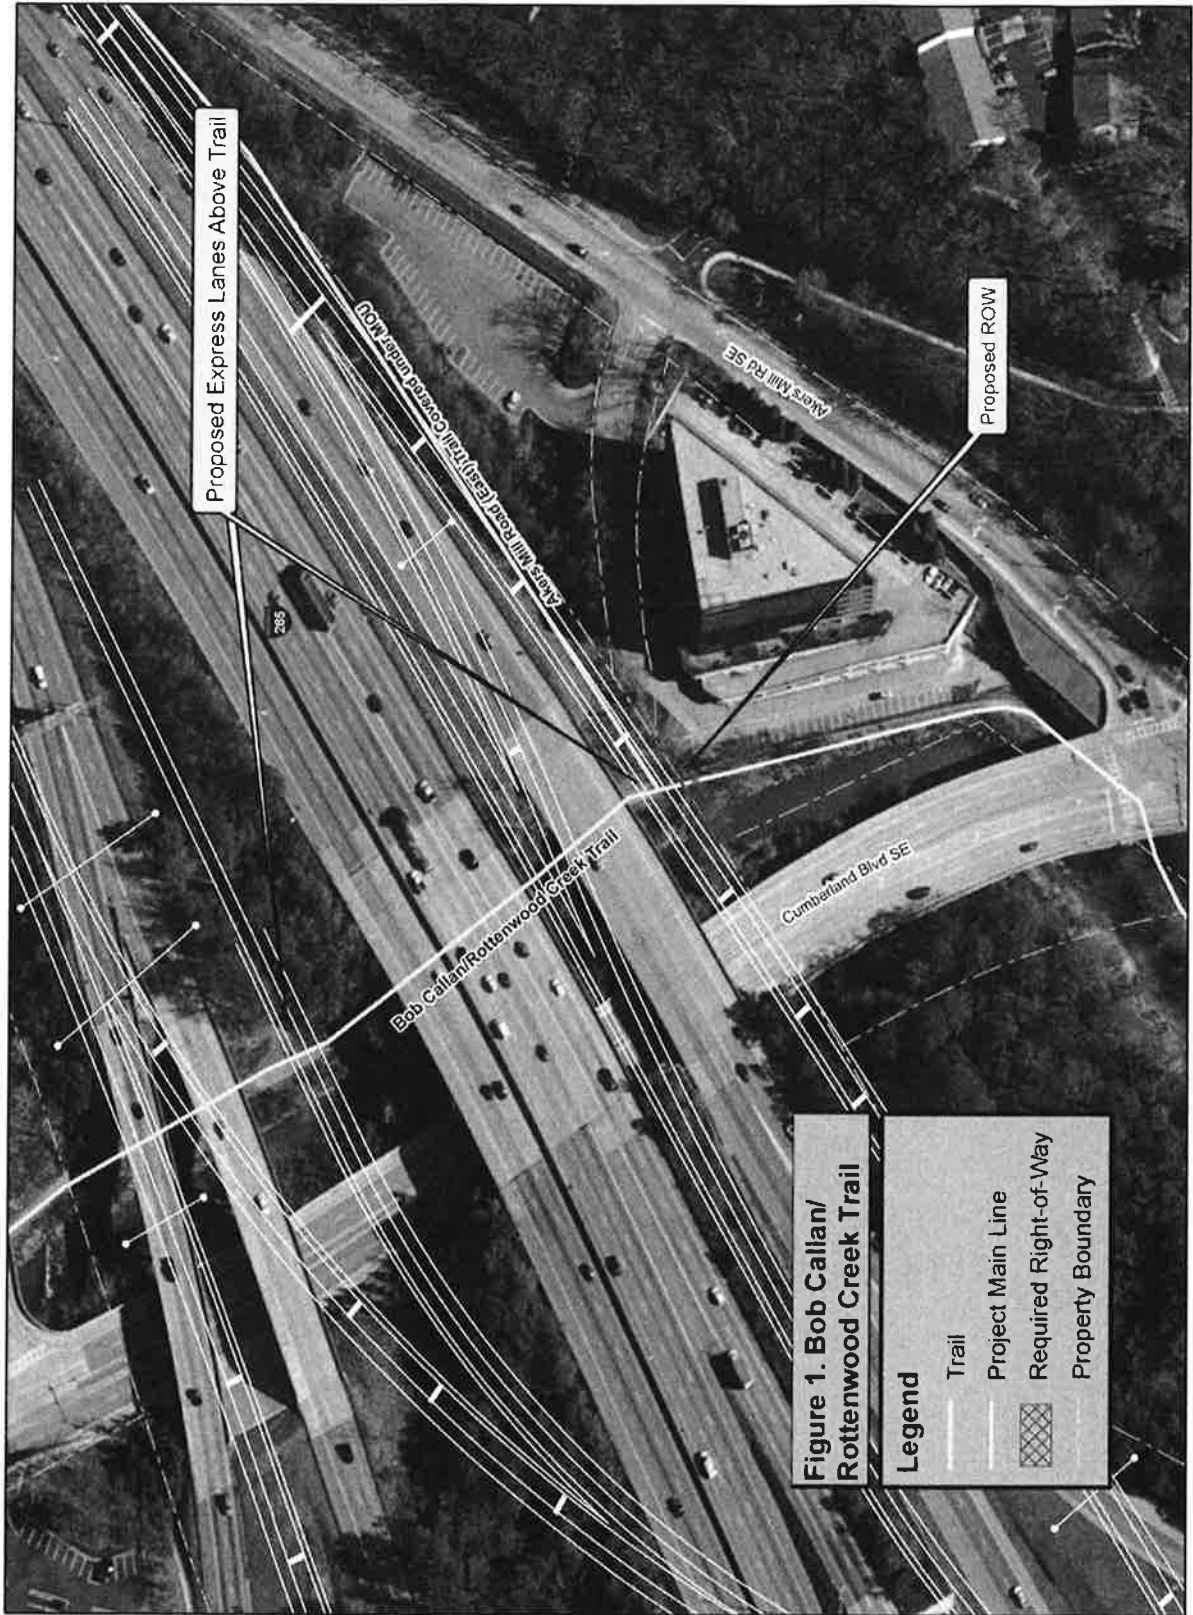 Proposed Express Lanes Above Trail
265
Akers Mill Road (East) Trail Covered under MOU
Akers Mill Rd SE
Proposed ROW
Bob Callan/Rottenwood Creek Trail
Cumberland Blvd SE
Figure 1. Bob Callan/
Rottenwood Creek Trail
Legend
Trail
Project Main Line
Required Right-of-Way
Property Boundary